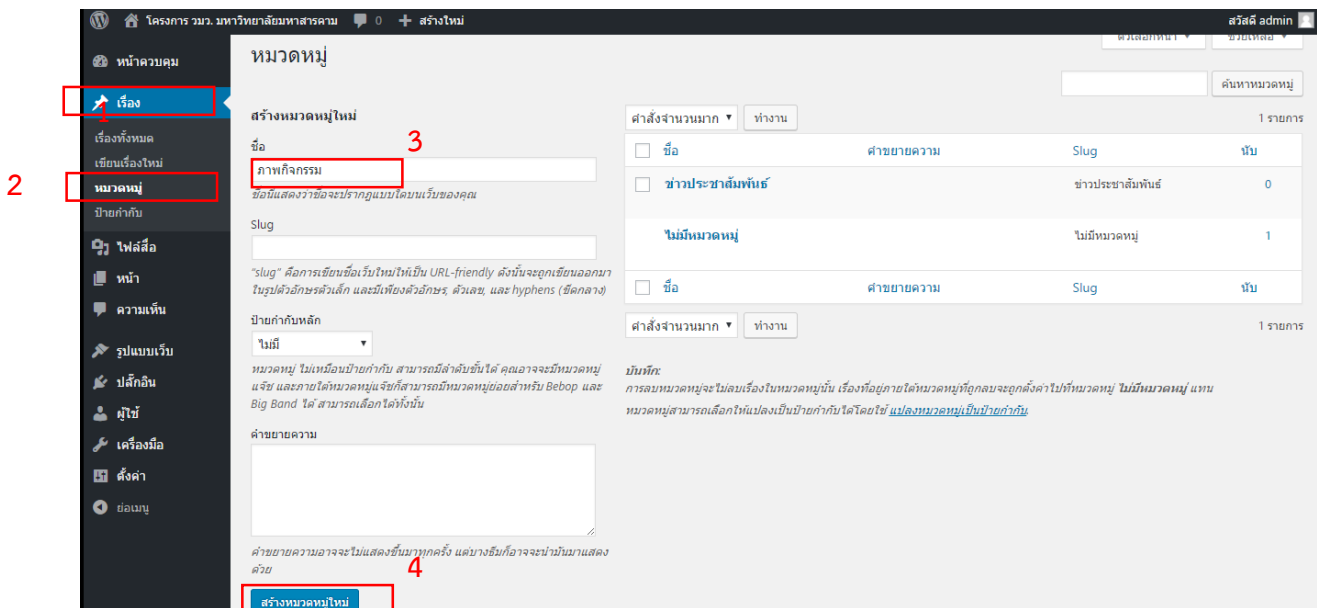 โครงการ วมว. มหาวิทยาลัยมหาสารคาม 0 + สร้างใหม่
สวัสดี admin
หน้าควบคุม
1
เรื่อง
เรื่องทั้งหมด
เขียนเรื่องใหม่
2
หมวดหมู่
ป้ายกำกับ
ไฟล์สื่อ
หน้า
ความเห็น
รูปแบบเว็บ
ปลั๊กอิน
ผู้ใช้
เครื่องมือ
ตั้งค่า
ย่อเมนู
ตัวเลือกหน้า
ช่วยเหลือ
หมวดหมู่
ค้นหาหมวดหมู่
สร้างหมวดหมู่ใหม่
ชื่อ
3
ภาพกิจกรรม
ชื่อนี้แสดงว่าชื่อจะปรากฏแบบใดบนเว็บของคุณ
Slug
"slug" คือการเขียนชื่อเว็บใหม่ให้เป็น URL-friendly ดังนั้นจะถูกเขียนออกมา
ในรูปตัวอักษรตัวเล็ก และมีเพียงตัวอักษร, ตัวเลข, และ hyphens (ขีดกลาง)
ป้ายกำกับหลัก
ไม่มี
หมวดหมู่ ไม่เหมือนป้ายกำกับ สามารถมีลำดับชั้นได้ คุณอาจจะมีหมวดหมู่
แจ๊ซ และภายใต้หมวดหมู่แจ๊ซก็สามารถมีหมวดหมู่ย่อยสำหรับ Bebop และ
Big Band ได้ สามารถเลือกได้ทั้งนั้น
คำขยายความ
คำขยายความอาจจะไม่แสดงขึ้นมาทุกครั้ง แต่บางธีมก็อาจจะนำมันมาแสดง
ด้วย
4
สร้างหมวดหมู่ใหม่
คำสั่งจำนวนมาก ทำงาน
1 รายการ
ชื่อ คำขยายความ Slug นับ
ข่าวประชาสัมพันธ์ ข่าวประชาสัมพันธ์ 0
ไม่มีหมวดหมู่ ไม่มีหมวดหมู่ 1
ชื่อ คำขยายความ Slug นับ
คำสั่งจำนวนมาก ทำงาน
1 รายการ
บันทึก:
การลบหมวดหมู่จะไม่ลบเรื่องในหมวดหมู่นั้น เรื่องที่อยู่ภายใต้หมวดหมู่ที่ถูกลบจะถูกตั้งค่าไปที่หมวดหมู่ ไม่มีหมวดหมู่ แทน
หมวดหมู่สามารถเลือกให้แปลงเป็นป้ายกำกับได้โดยใช้ แปลงหมวดหมู่เป็นป้ายกำกับ.